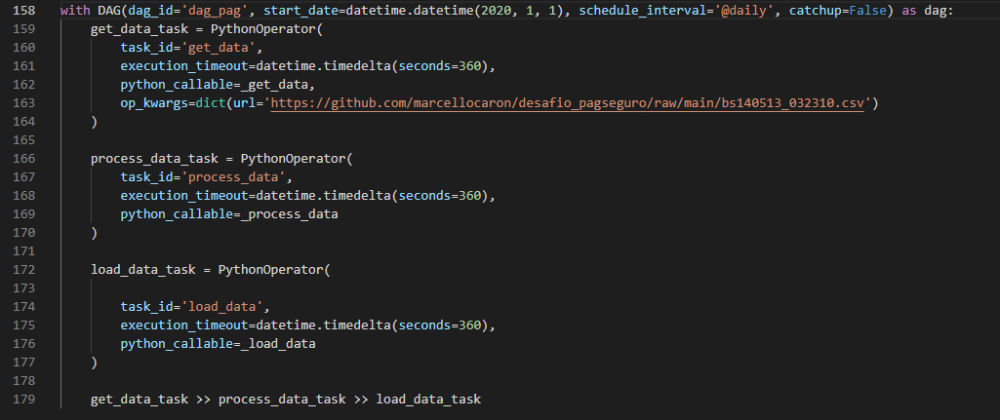 158 with DAG(dag_id='dag_pag', start_date=datetime.datetime(2020, 1, 1), schedule_interval='@daily', catchup=False) as dag:
159     get_data_task = PythonOperator(
160         task_id='get_data',
161         execution_timeout=datetime.timedelta(seconds=360),
162         python_callable=_get_data,
163         op_kwargs=dict(url='https://github.com/marcellocaron/desafio_pagseguro/raw/main/bs140513_032310.csv')
164     )
165
166     process_data_task = PythonOperator(
167         task_id='process_data',
168         execution_timeout=datetime.timedelta(seconds=360),
169         python_callable=_process_data
170     )
171
172     load_data_task = PythonOperator(
173
174         task_id='load_data',
175         execution_timeout=datetime.timedelta(seconds=360),
176         python_callable=_load_data
177     )
178
179     get_data_task >> process_data_task >> load_data_task